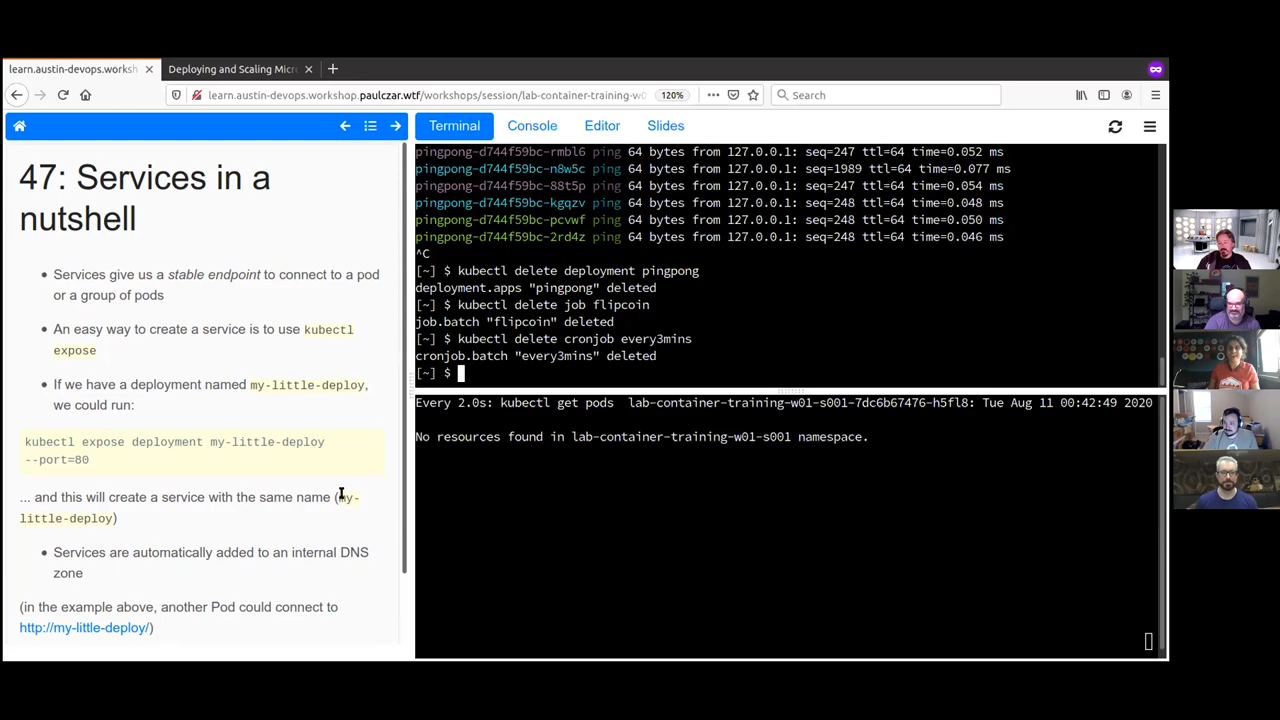 learn.austin-devops.worksh
Deploying and Scaling Micr
learn.austin-devops.workshop.paulczar.wtf/workshops/session/lab-container-training-w0
120%
Search
Terminal
Console
Editor
Slides
47: Services in a
nutshell
• Services give us a stable endpoint to connect to a pod
or a group of pods
• An easy way to create a service is to use kubectl
expose
• If we have a deployment named my-little-deploy,
we could run:
kubectl expose deployment my-little-deploy
--port=80
... and this will create a service with the same name (my-
little-deploy)
• Services are automatically added to an internal DNS
zone
(in the example above, another Pod could connect to
http://my-little-deploy/)
pingpong-d744f59bc-rmbl6 ping 64 bytes from 127.0.0.1: seq=247 ttl=64 time=0.052 ms
pingpong-d744f59bc-n8w5c ping 64 bytes from 127.0.0.1: seq=1989 ttl=64 time=0.077 ms
pingpong-d744f59bc-88t5p ping 64 bytes from 127.0.0.1: seq=247 ttl=64 time=0.054 ms
pingpong-d744f59bc-kgqzv ping 64 bytes from 127.0.0.1: seq=248 ttl=64 time=0.048 ms
pingpong-d744f59bc-pcvwf ping 64 bytes from 127.0.0.1: seq=248 ttl=64 time=0.050 ms
pingpong-d744f59bc-2rd4z ping 64 bytes from 127.0.0.1: seq=248 ttl=64 time=0.046 ms
^C
[~] $ kubectl delete deployment pingpong
deployment.apps "pingpong" deleted
[~] $ kubectl delete job flipcoin
job.batch "flipcoin" deleted
[~] $ kubectl delete cronjob every3mins
cronjob.batch "every3mins" deleted
[~] $
Every 2.0s: kubectl get pods lab-container-training-w01-s001-7dc6b67476-h5fl8: Tue Aug 11 00:42:49 2020
No resources found in lab-container-training-w01-s001 namespace.